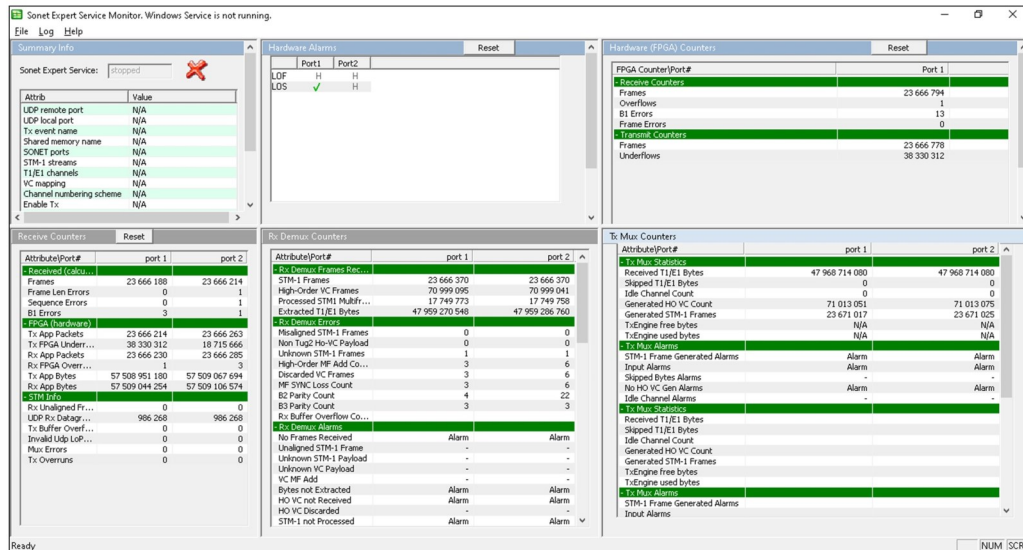 Sonet Expert Service Monitor. Windows Service is not running.
File Log Help
Summary Info
Sonet Expert Service: stopped
Attrib Value
UDP remote port N/A
UDP local port N/A
Tx event name N/A
Shared memory name N/A
SONET ports N/A
STM-1 streams N/A
T1/E1 channels N/A
VC mapping N/A
Channel numbering scheme N/A
Enable Tx N/A
Hardware Alarms Reset
Port1 Port2
LOF H H
LOS ✓ H
Hardware (FPGA) Counters Reset
FPGA Counter\Port# Port 1
- Receive Counters
Frames 23 666 794
Overflows 1
B1 Errors 13
Frame Errors 0
- Transmit Counters
Frames 23 666 778
Underflows 38 330 312
Receive Counters Reset
Attribute\Port# port 1 port 2
- Received (calcu...
Frames 23 666 188 23 666 214
Frame Len Errors 0 1
Sequence Errors 0 1
B1 Errors 3 1
- FPGA (hardware)
Tx App Packets 23 666 214 23 666 263
Tx FPGA Underr... 38 330 312 18 715 666
Rx App Packets 23 666 230 23 666 285
Rx FPGA Overr... 1 3
Tx App Bytes 57 508 951 180 57 509 067 694
Rx App Bytes 57 509 044 254 57 509 106 574
- STM Info
Rx Unaligned Fr... 0 0
UDP Rx Datagr... 986 268 986 268
Tx Buffer Overf... 0 0
Invalid Udp LoP... 0 0
Mux Errors 0 0
Tx Overruns 0 0
Rx Demux Counters
Attribute\Port# port 1 port 2
- Rx Demux Frames Rec...
STM-1 Frames 23 666 370 23 666 370
High-Order VC Frames 70 999 095 70 999 041
Processed STM1 Multifr... 17 749 773 17 749 758
Extracted T1/E1 Bytes 47 959 270 548 47 959 286 760
- Rx Demux Errors
Misaligned STM-1 Frames 0 0
Non Tug2 Ho-VC Payload 0 0
Unknown STM-1 Frames 1 1
High-Order MF Add Co... 3 6
Discarded VC Frames 3 6
MF SYNC Loss Count 3 6
B2 Parity Count 4 22
B3 Parity Count 3 3
Rx Buffer Overflow Co...
- Rx Demux Alarms
No Frames Received Alarm Alarm
Unaligned STM-1 Frame - -
Unknown STM-1 Payload - -
Unknown VC Payload - -
VC MF Add - -
Bytes not Extracted Alarm Alarm
HO VC not Received Alarm Alarm
HO VC Discarded - -
STM-1 not Processed Alarm Alarm
Tx Mux Counters
Attribute\Port# port 1 port 2
- Tx Mux Statistics
Received T1/E1 Bytes 47 968 714 080 47 968 714 080
Skipped T1/E1 Bytes 0 0
Idle Channel Count 0 0
Generated HO VC Count 71 013 051 71 013 075
Generated STM-1 Frames 23 671 017 23 671 025
TxEngine free bytes N/A N/A
TxEngine used bytes N/A N/A
- Tx Mux Alarms
STM-1 Frame Generated Alarms Alarm Alarm
Input Alarms Alarm Alarm
Skipped Bytes Alarms - -
No HO VC Gen Alarms Alarm Alarm
Idle Channel Alarms - -
- Tx Mux Statistics
Received T1/E1 Bytes
Skipped T1/E1 Bytes
Idle Channel Count
Generated HO VC Count
Generated STM-1 Frames
TxEngine free bytes
TxEngine used bytes
- Tx Mux Alarms
STM-1 Frame Generated Alarms
Input Alarms
Ready NUM SCR